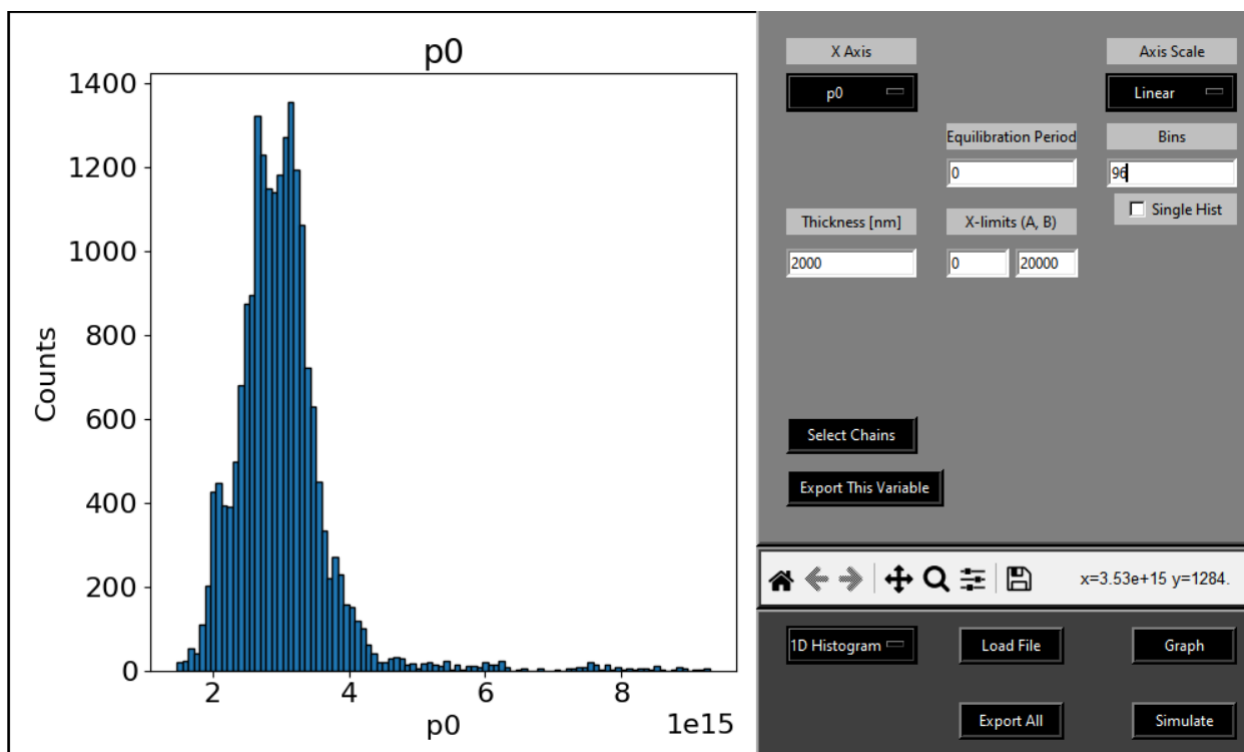 p0
1400
1200
1000
800
600
400
200
0
Counts
2 4 6 8
p0
1e15
X Axis
Axis Scale
p0
Linear
Equilibration Period
Bins
0
96
Single Hist
Thickness [nm]
X-limits (A, B)
2000
0
20000
Select Chains
Export This Variable
x=3.53e+15 y=1284.
1D Histogram
Load File
Graph
Export All
Simulate